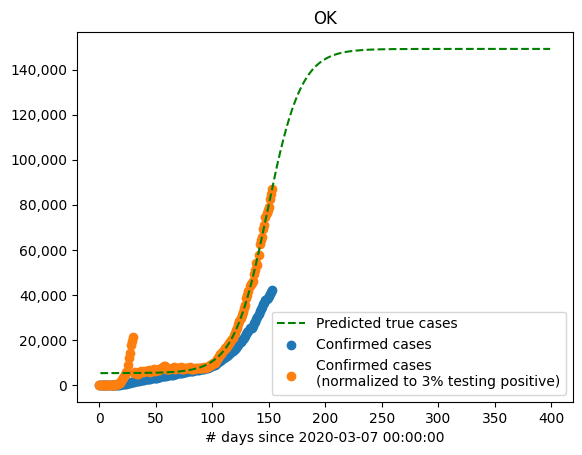 OK
140,000
120,000
100,000
80,000
60,000
40,000
20,000
0
Predicted true cases
Confirmed cases
Confirmed cases
(normalized to 3% testing positive)
0 50 100 150 200 250 300 350 400
# days since 2020-03-07 00:00:00